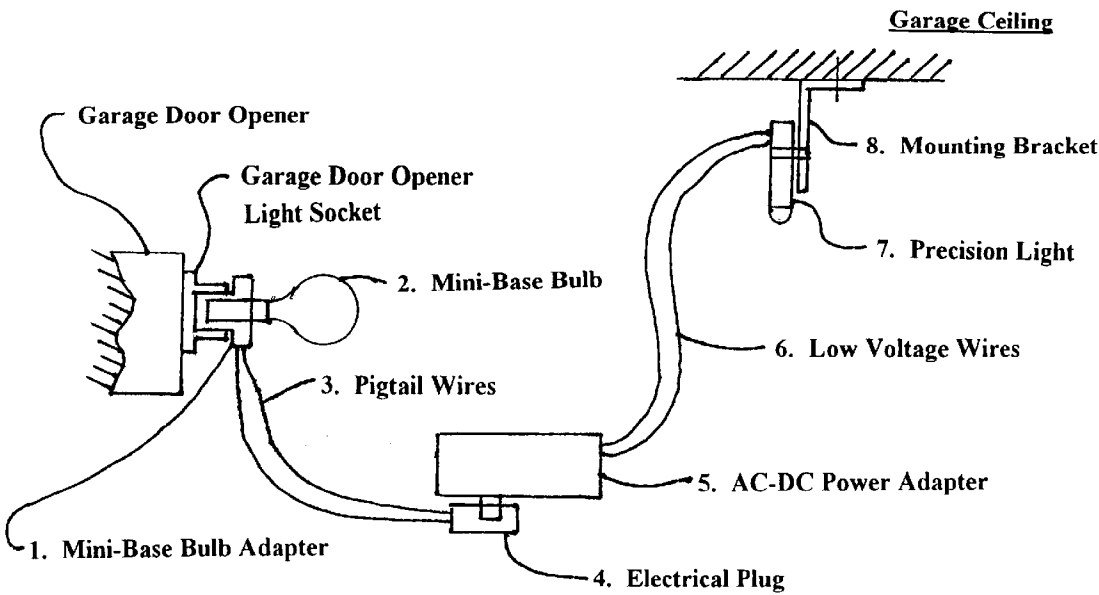 Garage Ceiling
Garage Door Opener
8. Mounting Bracket
Garage Door Opener
Light Socket
7. Precision Light
2. Mini-Base Bulb
6. Low Voltage Wires
3. Pigtail Wires
5. AC-DC Power Adapter
1. Mini-Base Bulb Adapter
4. Electrical Plug